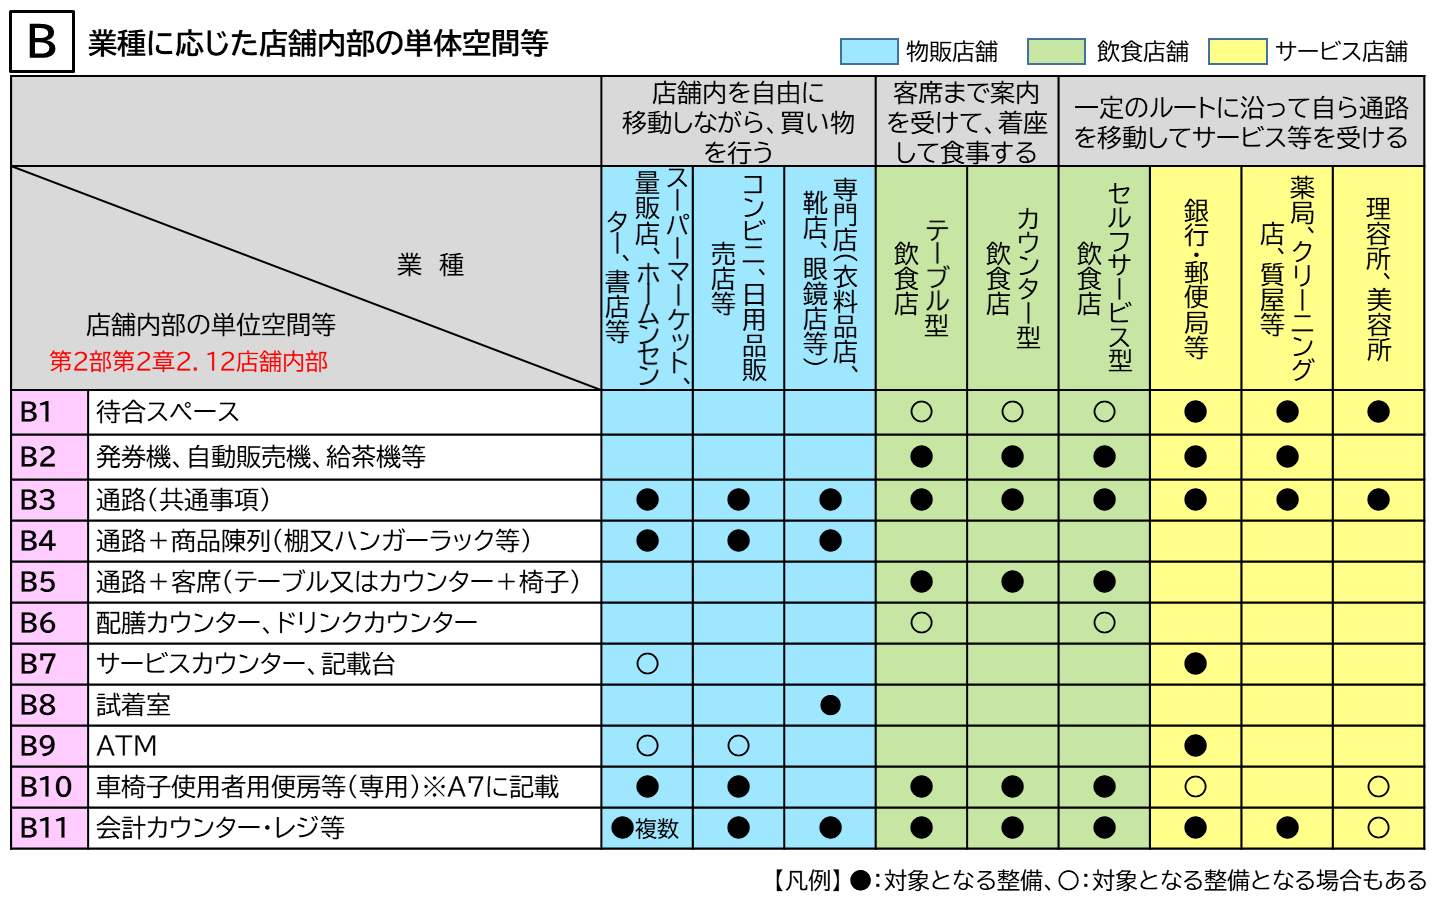 B 業種に応じた店舗内部の単体空間等
物販店舗 飲食店舗 サービス店舗
店舗内を自由に
移動しながら、買い物
を行う
客席まで案内
を受けて、着座
して食事する
一定のルートに沿って自ら通路
を移動してサービス等を受ける
業 種
店舗内部の単位空間等
第2部第2章2.12店舗内部
スーパーマーケット、
量販店、ホームセン
ター、書店等
コンビニ、日用品販
売店等
専門店(衣料品店、
靴店、眼鏡店等)
テーブル型
飲食店
カウンター型
飲食店
セルフサービス型
飲食店
銀行・郵便局等
薬局、クリーニング
店、質屋等
理容所、美容所
B1 待合スペース ○ ○ ○ ● ● ●
B2 発券機、自動販売機、給茶機等 ● ● ● ● ●
B3 通路(共通事項) ● ● ● ● ● ● ● ● ●
B4 通路+商品陳列(棚又ハンガーラック等) ● ● ●
B5 通路+客席(テーブル又はカウンター+椅子) ● ● ●
B6 配膳カウンター、ドリンクカウンター ○ ○
B7 サービスカウンター、記載台 ○ ●
B8 試着室 ●
B9 ATM ○ ○ ●
B10 車椅子使用者用便房等(専用)※A7に記載 ● ● ● ● ● ○ ○
B11 会計カウンター・レジ等 ●複数 ● ● ● ● ● ● ● ○
【凡例】●:対象となる整備、○:対象となる整備となる場合もある